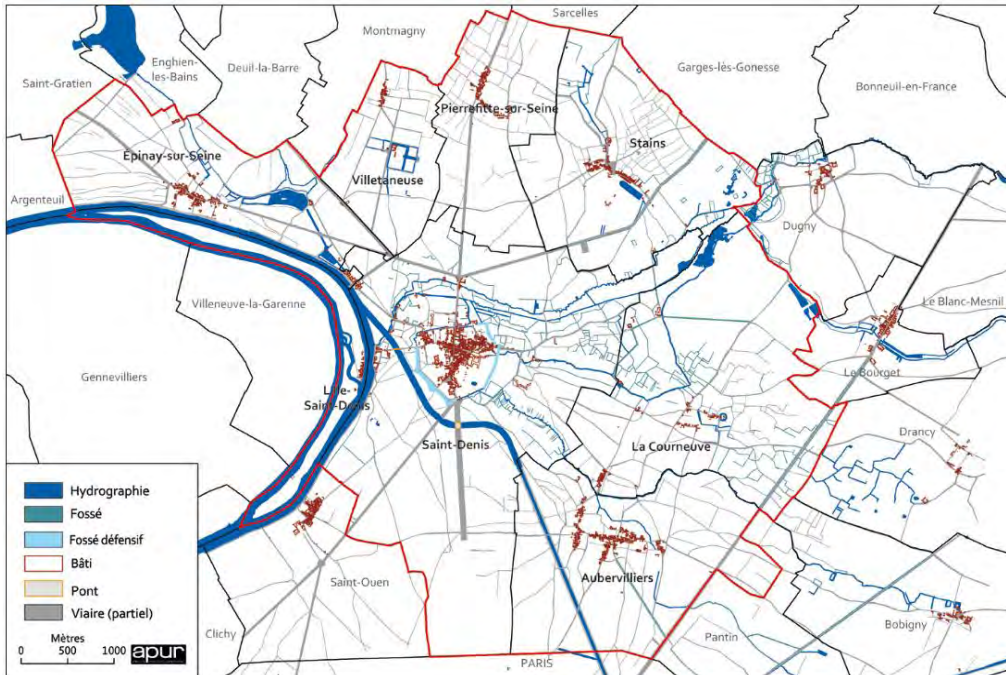 Sarcelles
Montmagny
Enghien-
les-Bains
Deuil-la-Barre
Garges-lés-Gonesse
Saint-Gratien
Bonneuil-en-France
Pierrefitte-sur-Seine
Stains
Epinay-sur-Seine
Villetaneuse
Argenteuil
Dugny
Villeneuve-la-Garenne
Le Blanc-Mesnil
Gennevilliers
Le Bourget
L'Ile-
Saint-Denis
Saint-Denis
La Courneuve
Drancy
Saint-Ouen
Aubervilliers
Clichy
Pantin
Bobigny
PARIS
Hydrographie
Fossé
Fossé défensif
Bâti
Pont
Viaire (partiel)
Mètres
0 500 1000
apur